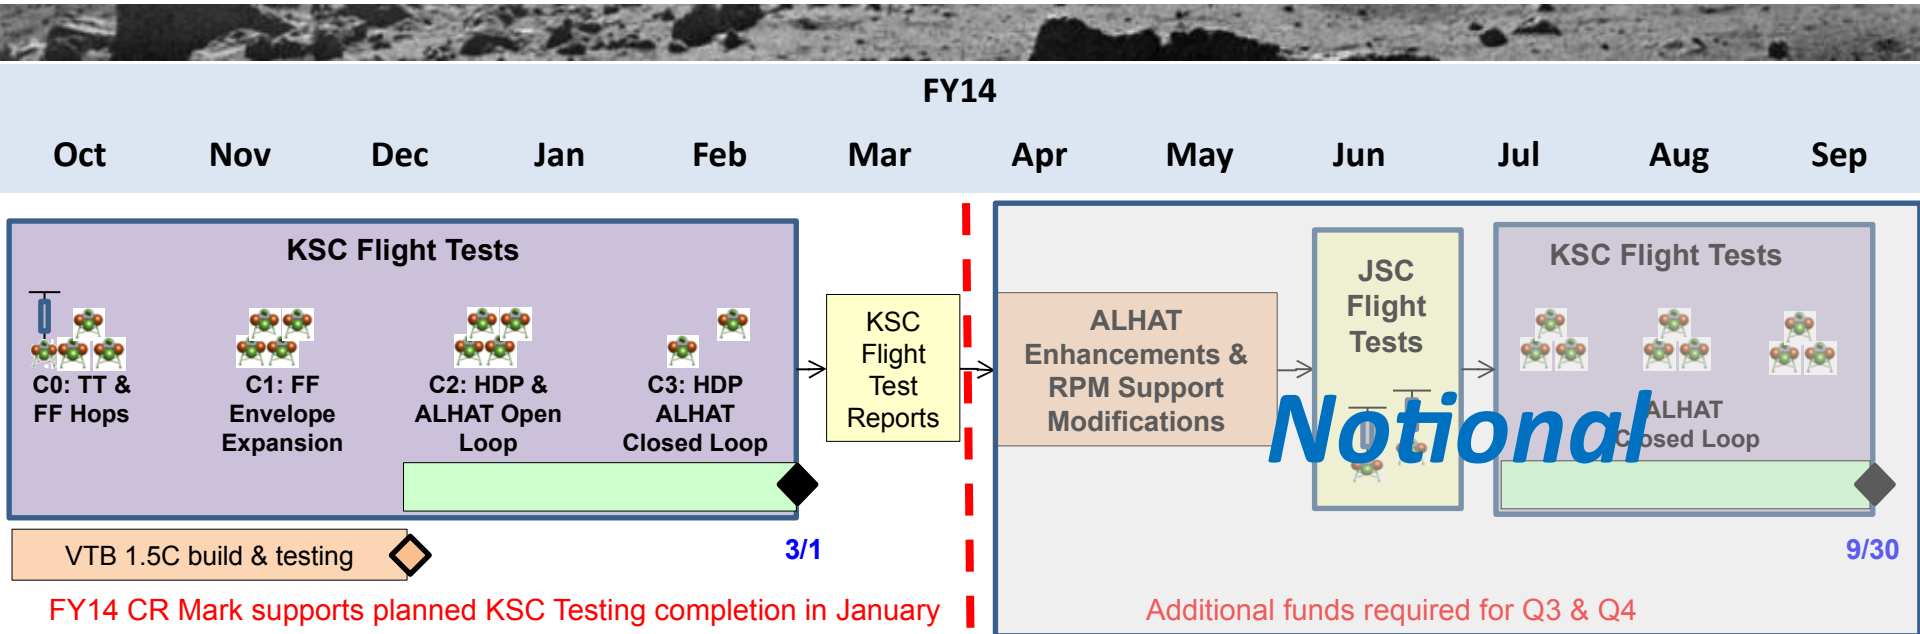 FY14
Oct Nov Dec Jan Feb Mar Apr May Jun Jul Aug Sep
KSC Flight Tests
C0: TT &
FF Hops
C1: FF
Envelope
Expansion
C2: HDP &
ALHAT Open
Loop
C3: HDP
ALHAT
Closed Loop
3/1
VTB 1.5C build & testing
FY14 CR Mark supports planned KSC Testing completion in January
KSC
Flight
Test
Reports
ALHAT
Enhancements &
RPM Support
Modifications
JSC
Flight
Tests
Notional
KSC Flight Tests
ALHAT
Closed Loop
9/30
Additional funds required for Q3 & Q4